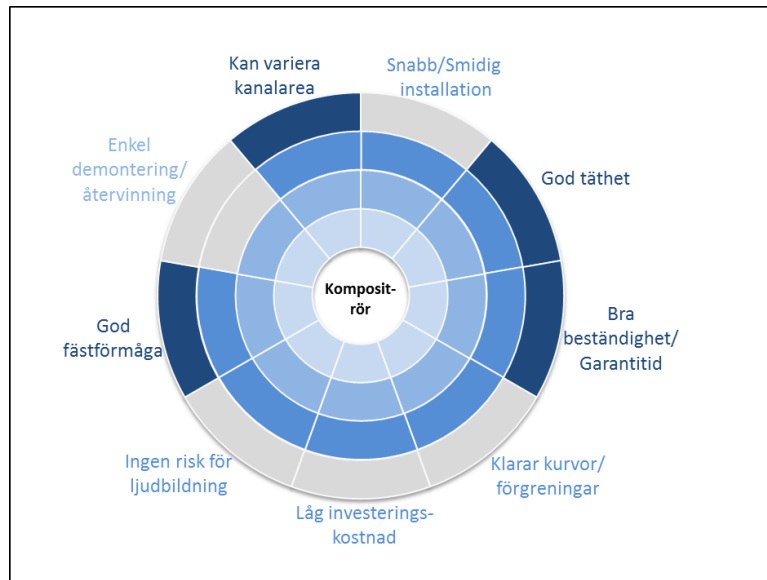 Kan variera
kanalarea
Snabb/Smidig
installation
Enkel
demontering/
återvinning
God täthet
Komposit-
rör
God
fästförmåga
Bra
beständighet/
Garantitid
Ingen risk för
ljudbildning
Klarar kurvor/
förgreningar
Låg investerings-
kostnad